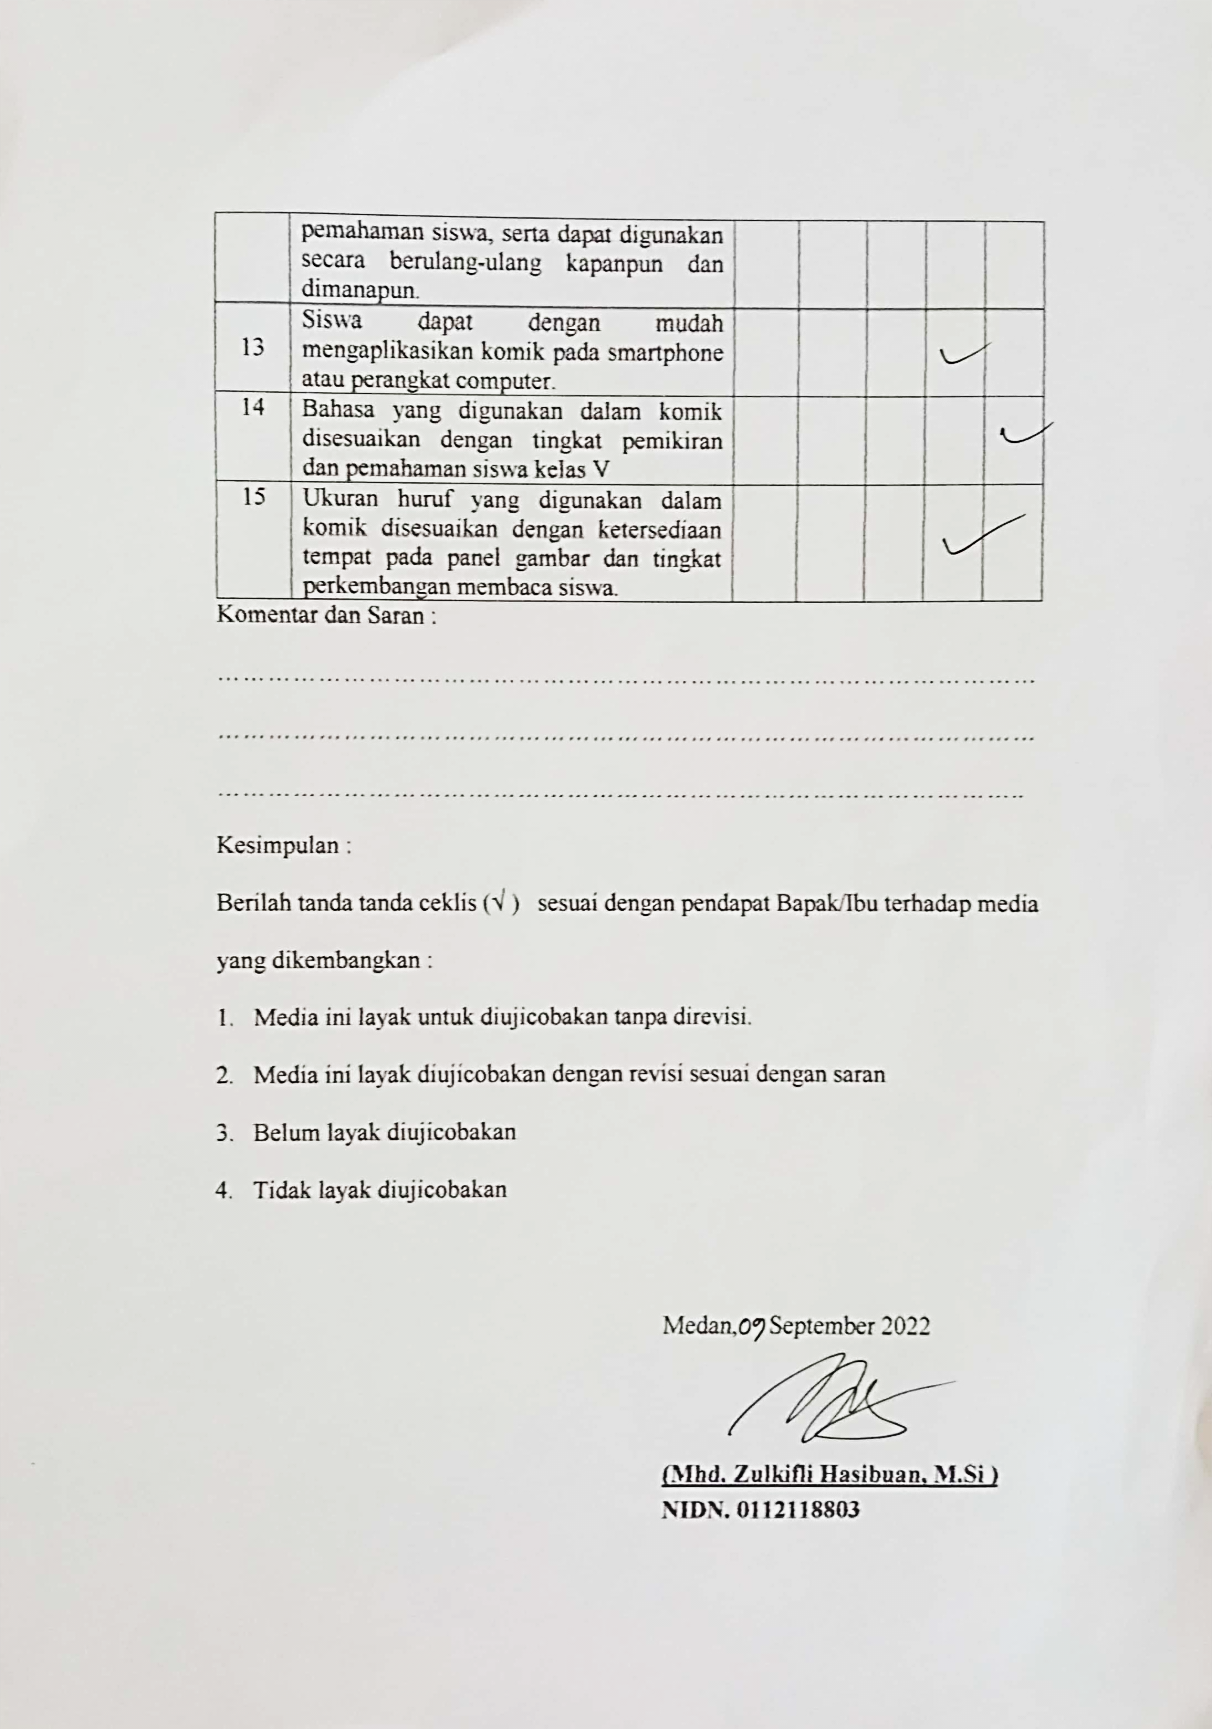 pemahaman siswa, serta dapat digunakan
secara berulang-ulang kapanpun dan
dimanapun.
Siswa dapat dengan mudah
13 mengaplikasikan komik pada smartphone
atau perangkat computer.
14 Bahasa yang digunakan dalam komik
disesuaikan dengan tingkat pemikiran
dan pemahaman siswa kelas V
15 Ukuran huruf yang digunakan dalam
komik disesuaikan dengan ketersediaan
tempat pada panel gambar dan tingkat
perkembangan membaca siswa.
Komentar dan Saran :
Kesimpulan :
Berilah tanda tanda ceklis (√ ) sesuai dengan pendapat Bapak/Ibu terhadap media
yang dikembangkan :
1. Media ini layak untuk diujicobakan tanpa direvisi.
2. Media ini layak diujicobakan dengan revisi sesuai dengan saran
3. Belum layak diujicobakan
4. Tidak layak diujicobakan
Medan, September 2022
(Mhd. Zulkifli Hasibuan, M.Si )
NIDN. 0112118803